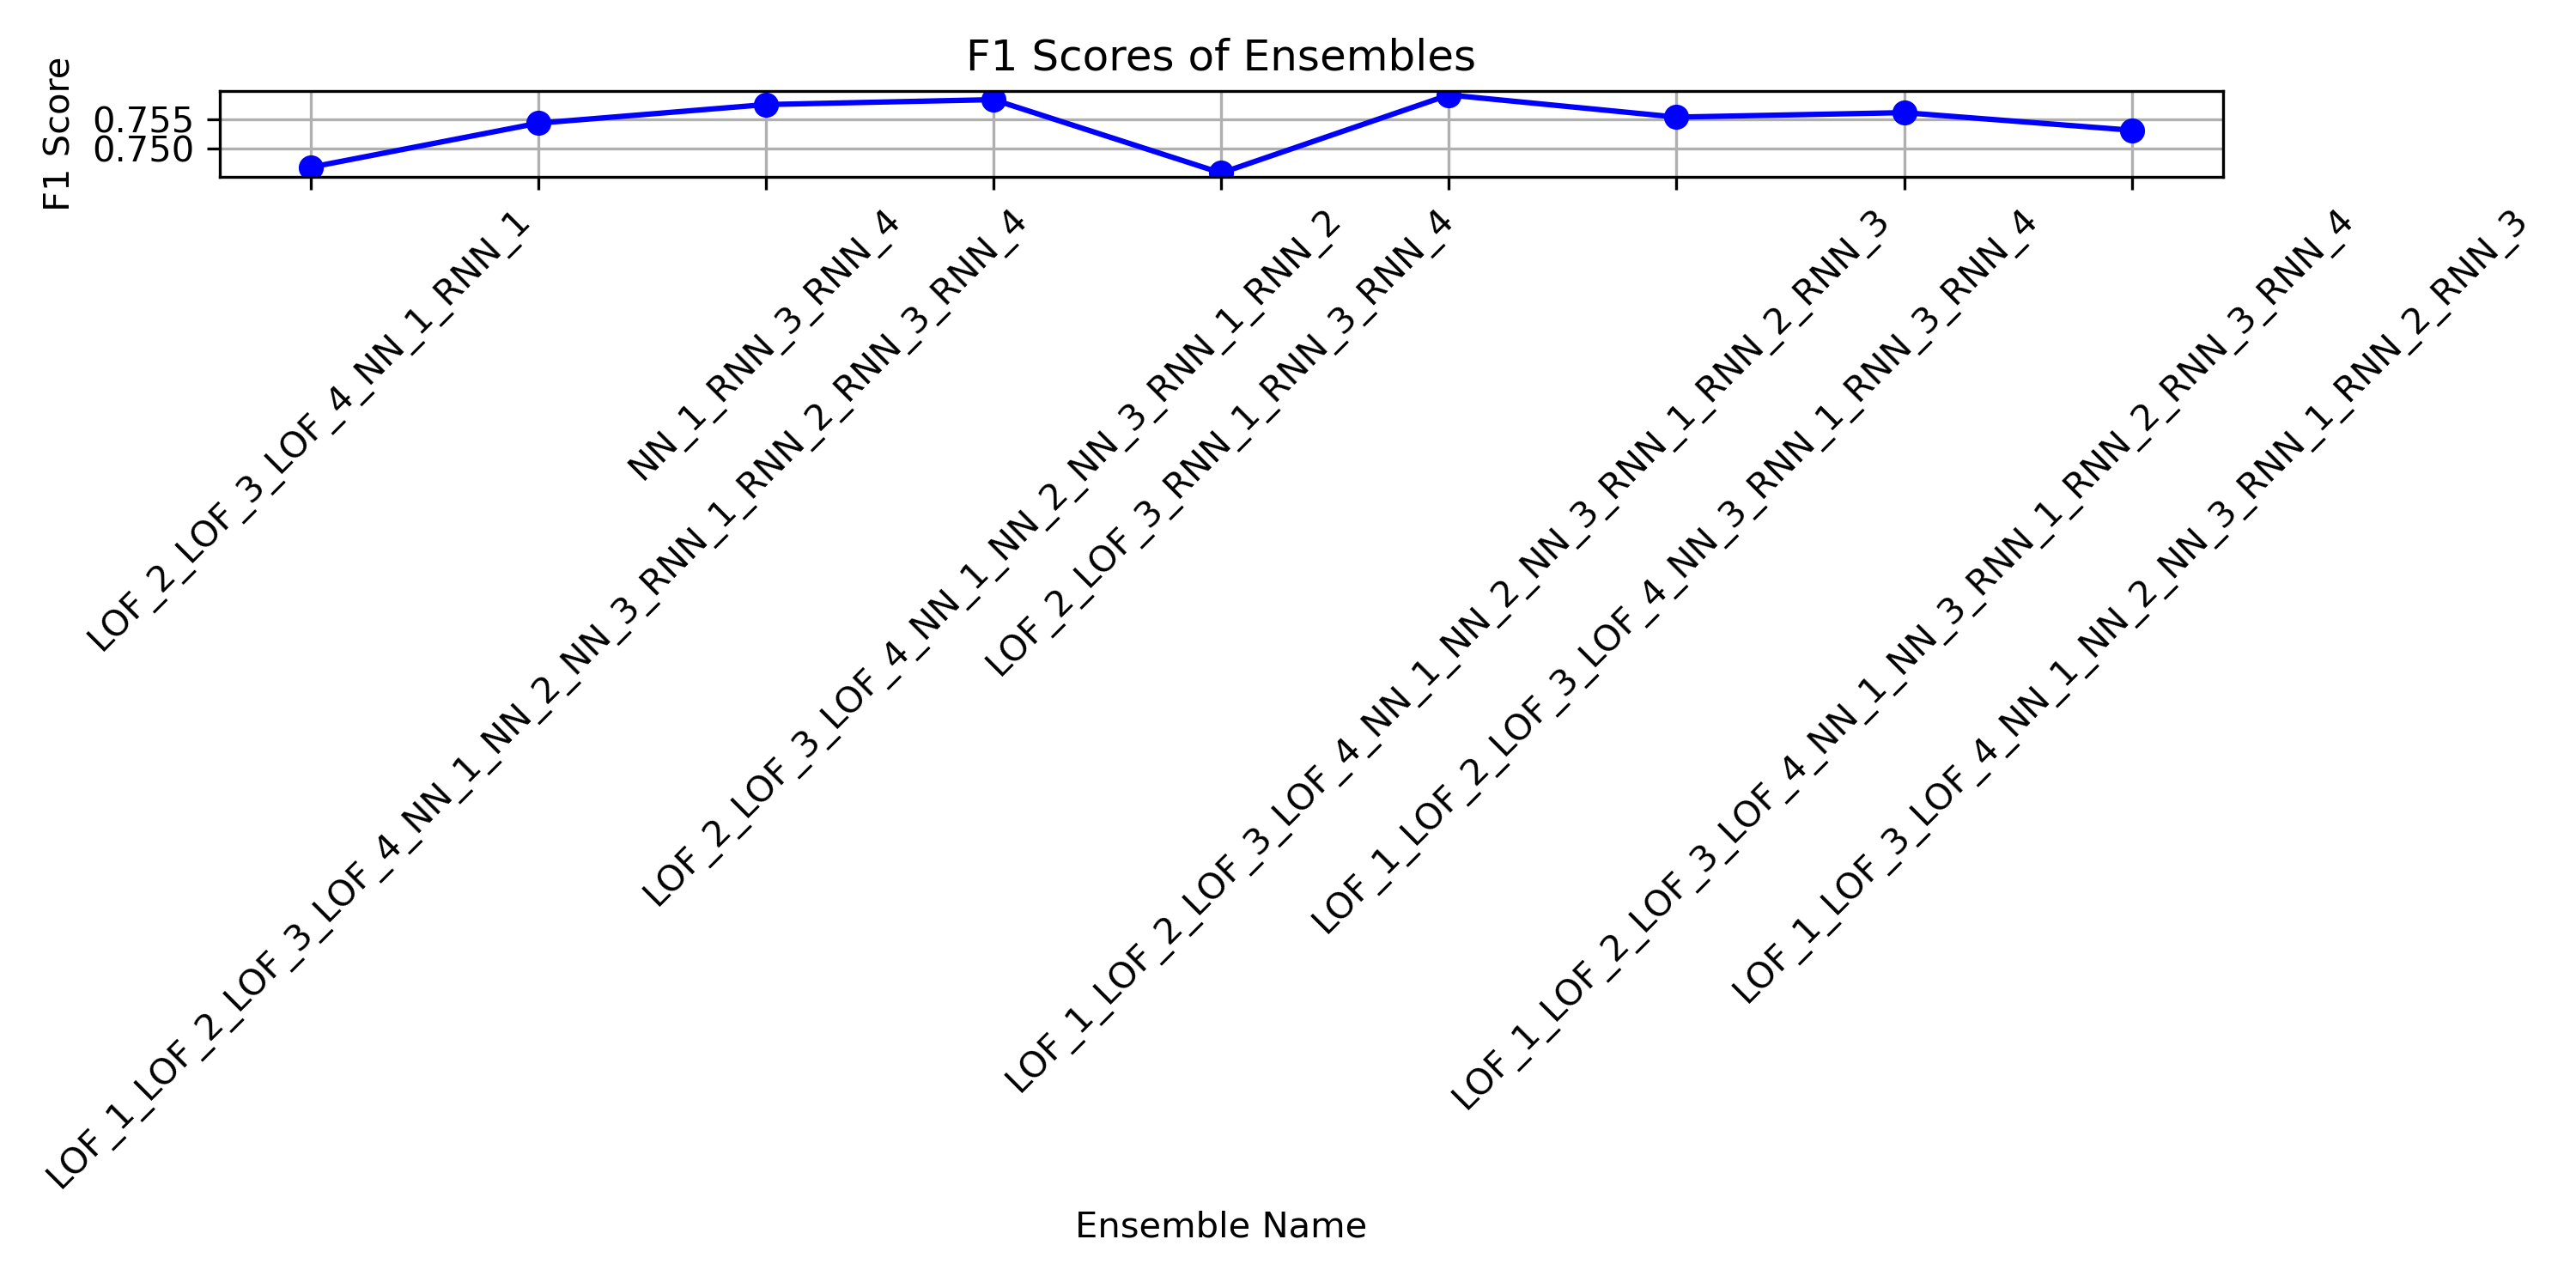 F1 Scores of Ensembles
F1 Score
0.755
0.750
LOF_2_LOF_3_LOF_4_NN_1_RNN_1
NN_1_RNN_3_RNN_4
LOF_1_LOF_2_LOF_3_LOF_4_NN_1_NN_2_NN_3_RNN_1_RNN_2_RNN_3_RNN_4
LOF_2_LOF_3_LOF_4_NN_1_NN_2_NN_3_RNN_1_RNN_2
LOF_2_LOF_3_RNN_1_RNN_3_RNN_4
LOF_1_LOF_2_LOF_3_LOF_4_NN_1_NN_2_NN_3_RNN_1_RNN_2_RNN_3
LOF_1_LOF_2_LOF_3_LOF_4_NN_3_RNN_1_RNN_3_RNN_4
LOF_1_LOF_2_LOF_3_LOF_4_NN_1_NN_3_RNN_1_RNN_2_RNN_3_RNN_4
LOF_1_LOF_3_LOF_4_NN_1_NN_2_NN_3_RNN_1_RNN_2_RNN_3
Ensemble Name